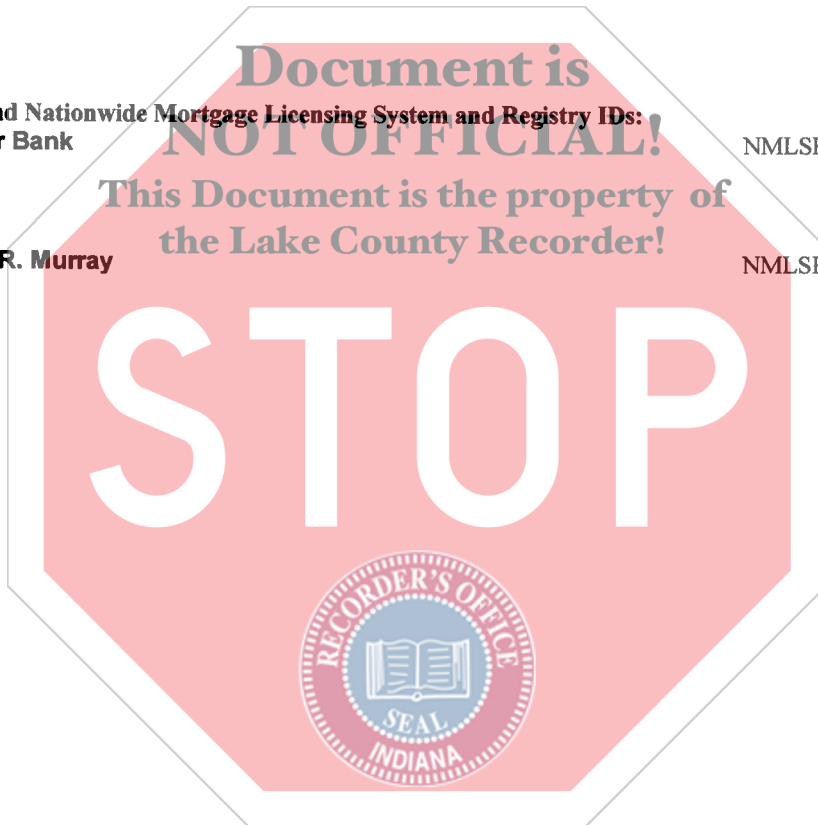 Document is
d Nationwide Mortgage Licensing System and Registry IDs:
r Bank
NOT OFFICIAL!
NMLSR
This Document is the property of
the Lake County Recorder!
R. Murray
NMLSR
STOP
RECORDER'S OFFICE
SEAL
INDIANA